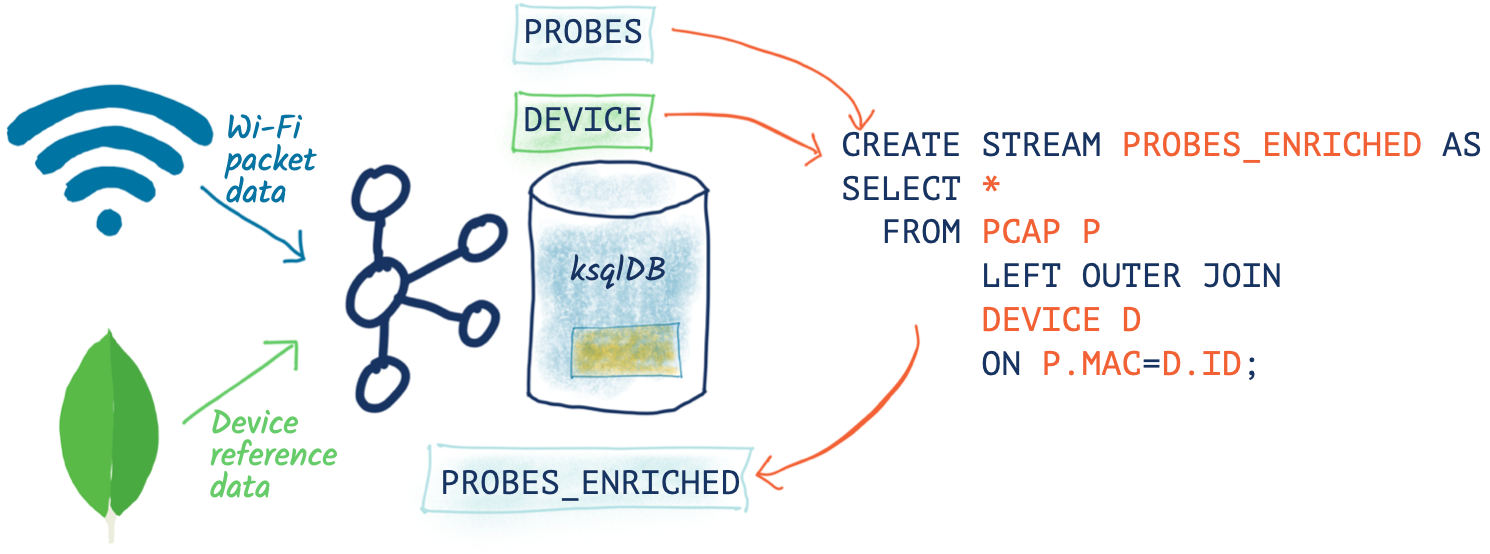 PROBES
DEVICE
Wi-Fi
packet
data
ksqlDB
Device
reference
data
PROBES_ENRICHED
CREATE STREAM PROBES_ENRICHED AS
SELECT *
FROM PCAP P
LEFT OUTER JOIN
DEVICE D
ON P.MAC=D.ID;